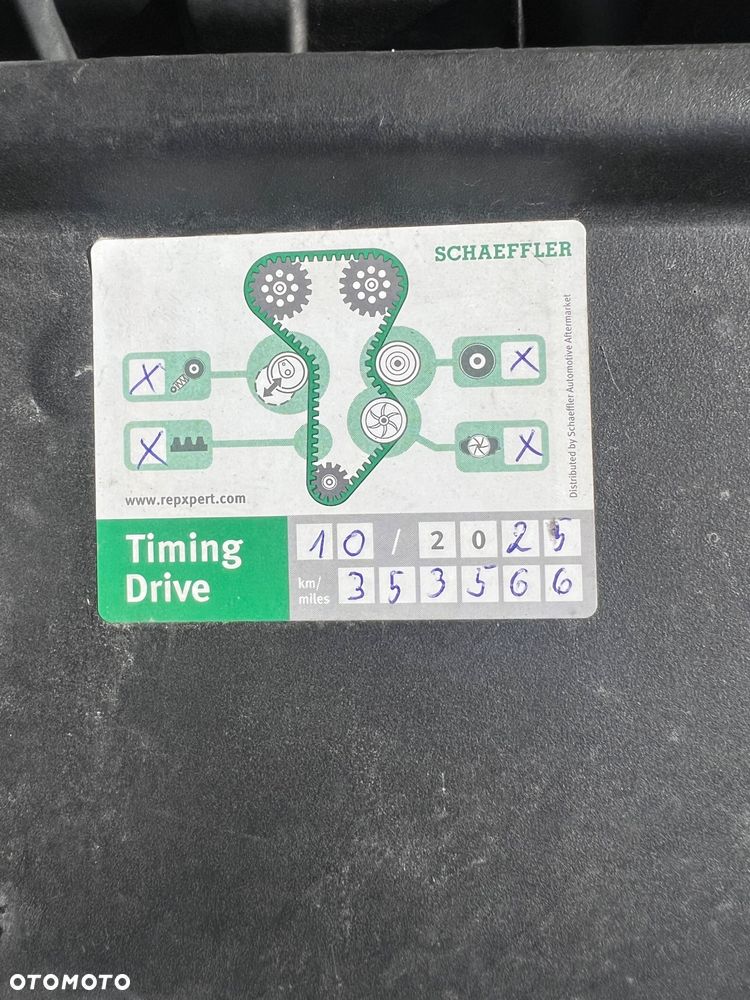 SCHAEFFLER
X
X
X
X
Distributed by Schaeffler Automotive Aftermarket
www.repxpert.com
Timing
Drive
10 / 2025
km/
miles
353566
OTOMOTO